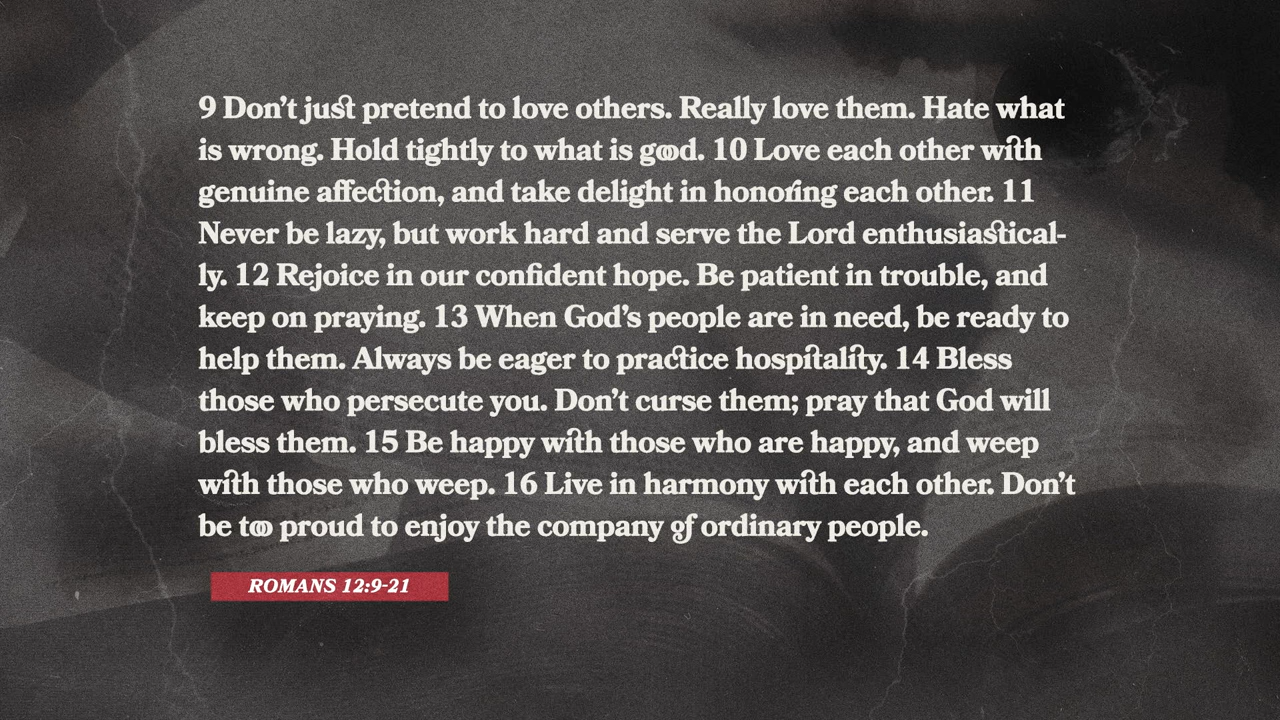 9 Don't just pretend to love others. Really love them. Hate what
is wrong. Hold tightly to what is good. 10 Love each other with
genuine affection, and take delight in honoring each other. 11
Never be lazy, but work hard and serve the Lord enthusiastical-
ly. 12 Rejoice in our confident hope. Be patient in trouble, and
keep on praying. 13 When God's people are in need, be ready to
help them. Always be eager to practice hospitality. 14 Bless
those who persecute you. Don't curse them; pray that God will
bless them. 15 Be happy with those who are happy, and weep
with those who weep. 16 Live in harmony with each other. Don't
be too proud to enjoy the company of ordinary people.
ROMANS 12:9-21